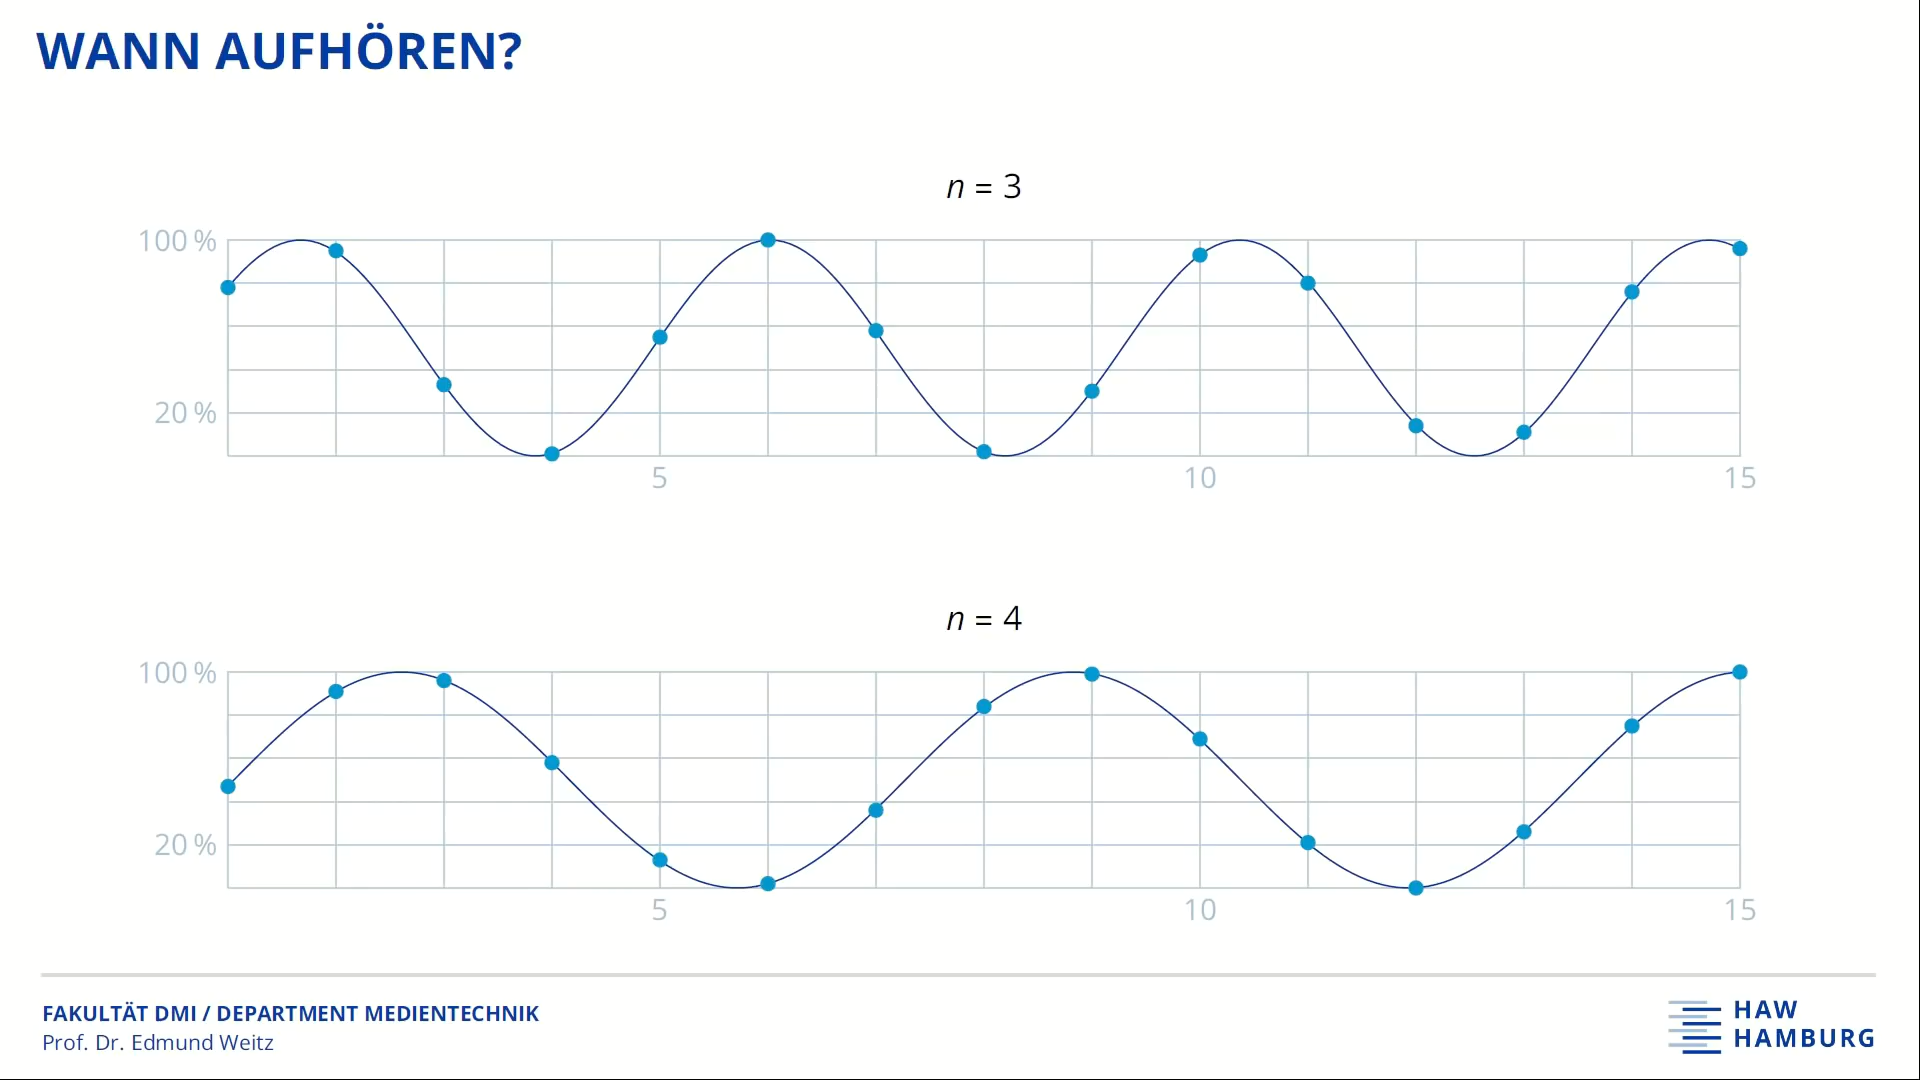 WANN AUFHÖREN?
n = 3
100 %
20 %
5 10 15
n = 4
100 %
20 %
5 10 15
FAKULTÄT DMI / DEPARTMENT MEDIENTECHNIK
Prof. Dr. Edmund Weitz
HAW
HAMBURG